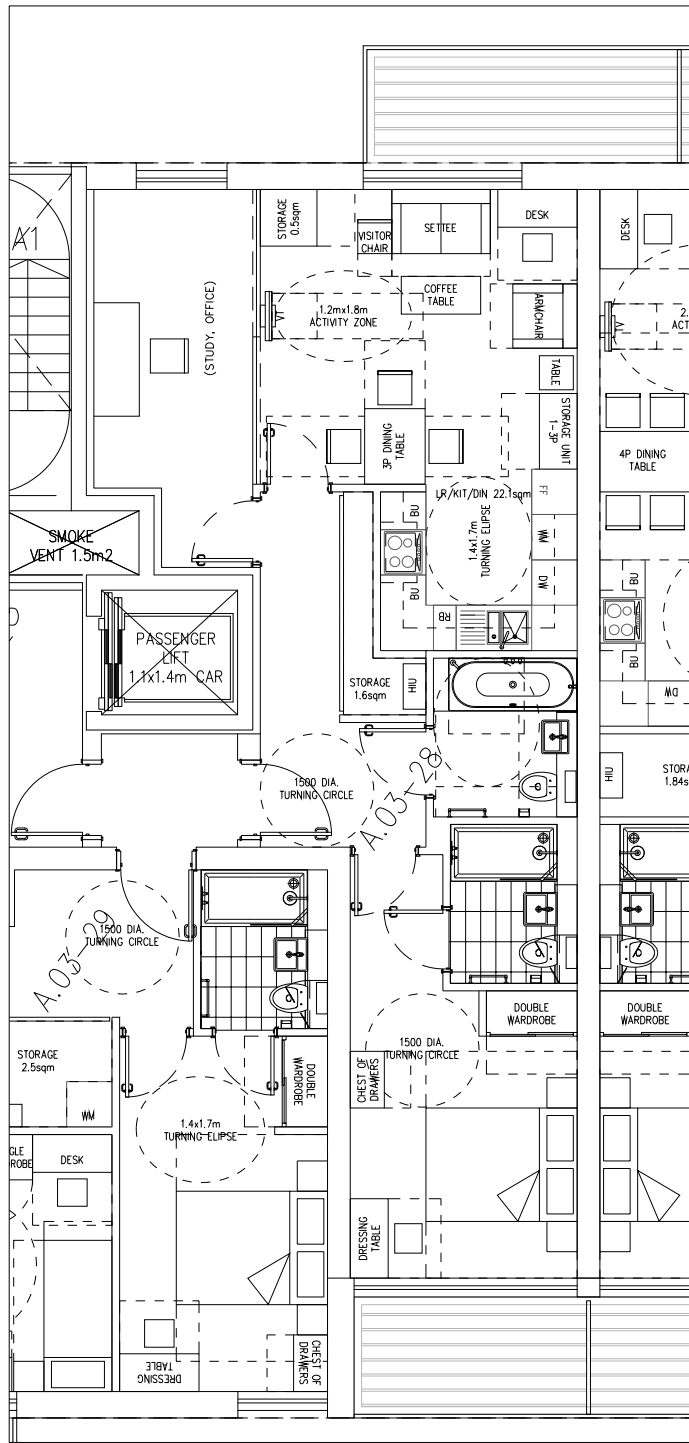 A1
(STUDY, OFFICE)
STORAGE
0.5sqm
VISITOR
CHAIR
SETTEE
DESK
DESK
COFFEE
TABLE
TV
1.2mx1.8m
ACTIVITY ZONE
ARMCHAIR
TV
TABLE
3P DINING
TABLE
STORAGE UNIT
1-3P
4P DINING
TABLE
LR/KIT/DIN 22.1sqm
FF
BU
1.4x1.7m
TURNING ELIPSE
WM
BU
DW
RB
SMOKE
VENT 1.5m2
BU
BU
DW
PASSENGER
LIFT
1.1x1.4m CAR
STORAGE
1.6sqm
HIU
1500 DIA.
TURNING CIRCLE
A.03-28
HIU
1500 DIA.
TURNING CIRCLE
A.03-29
DOUBLE
WARDROBE
DOUBLE
WARDROBE
STORAGE
2.5sqm
WM
DOUBLE
WARDROBE
1500 DIA.
TURNING CIRCLE
CHEST OF
DRAWERS
1.4x1.7m
TURNING ELIPSE
DESK
DRESSING
TABLE
DRESSING
TABLE
CHEST OF
DRAWERS